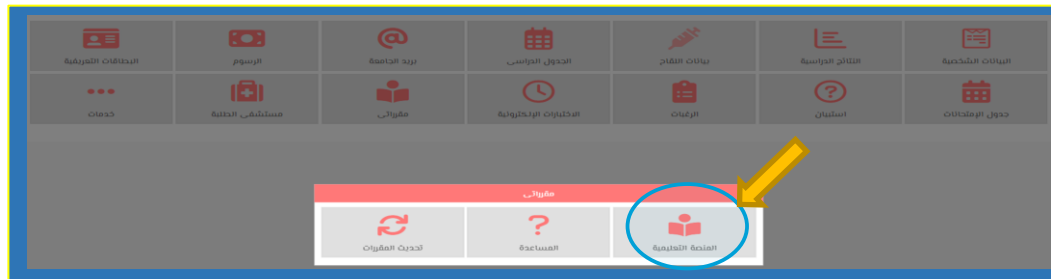 البيانات الشخصية النتائج الدراسية بيانات اللقاح الجدول الدراسي بريد الجامعة الرسوم البطاقات التعريفية
جدول الإمتحانات استبيان الرغبات الاختبارات الإلكترونية مقرراتي مستشفى الطلبة خدمات
مقرراتي
المنصة التعليمية المساعدة تحديث المقررات